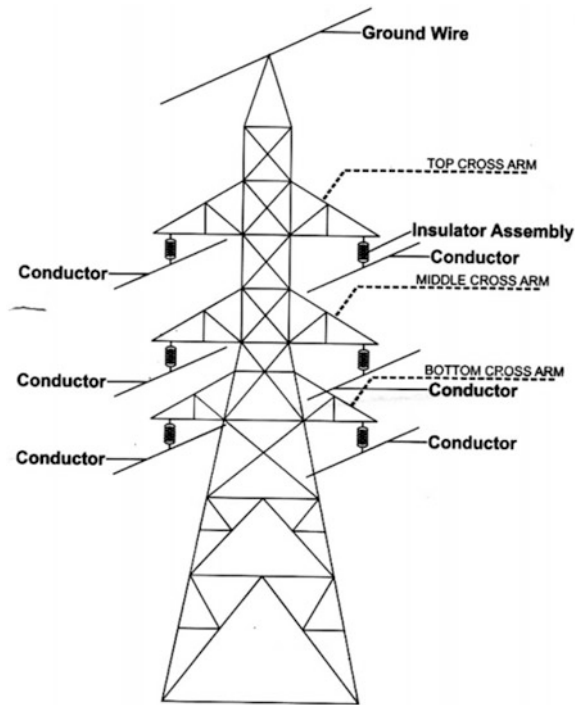 Ground Wire
TOP CROSS ARM
Insulator Assembly
Conductor
Conductor
MIDDLE CROSS ARM
Conductor
BOTTOM CROSS ARM
Conductor
Conductor
Conductor